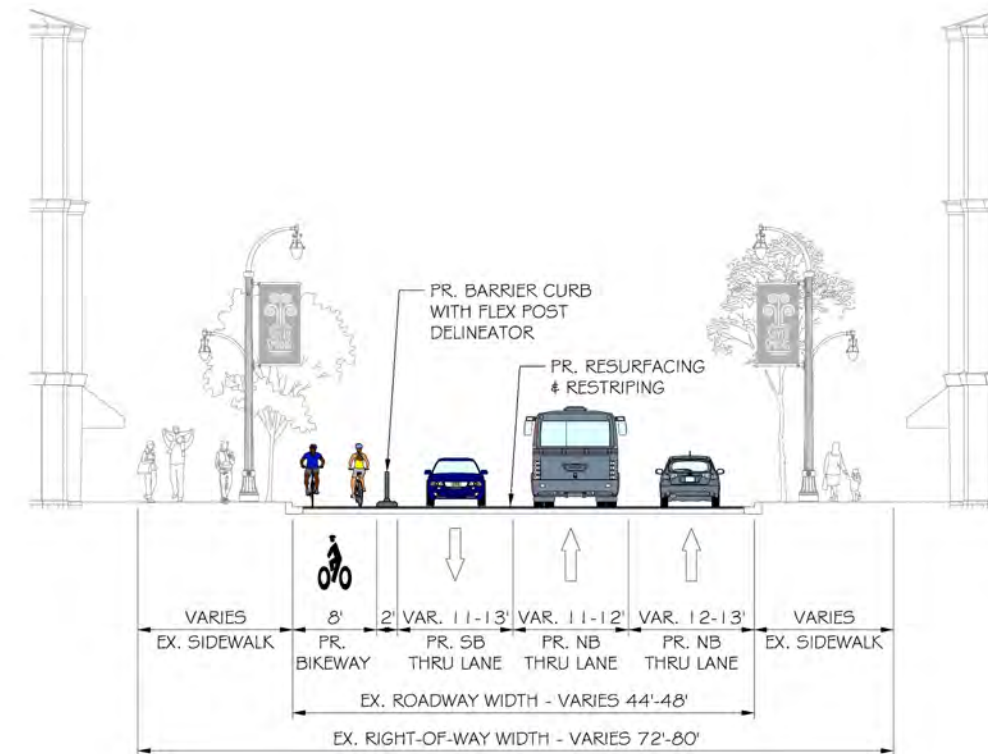 PR. BARRIER CURB
WITH FLEX POST
DELINEATOR
PR. RESURFACING
& RESTRIPING
VARIES
EX. SIDEWALK
8'
PR.
BIKEWAY
2'
VAR. 11-13'
PR. SB
THRU LANE
VAR. 11-12'
PR. NB
THRU LANE
VAR. 12-13'
PR. NB
THRU LANE
VARIES
EX. SIDEWALK
EX. ROADWAY WIDTH - VARIES 44'-48'
EX. RIGHT-OF-WAY WIDTH - VARIES 72'-80'